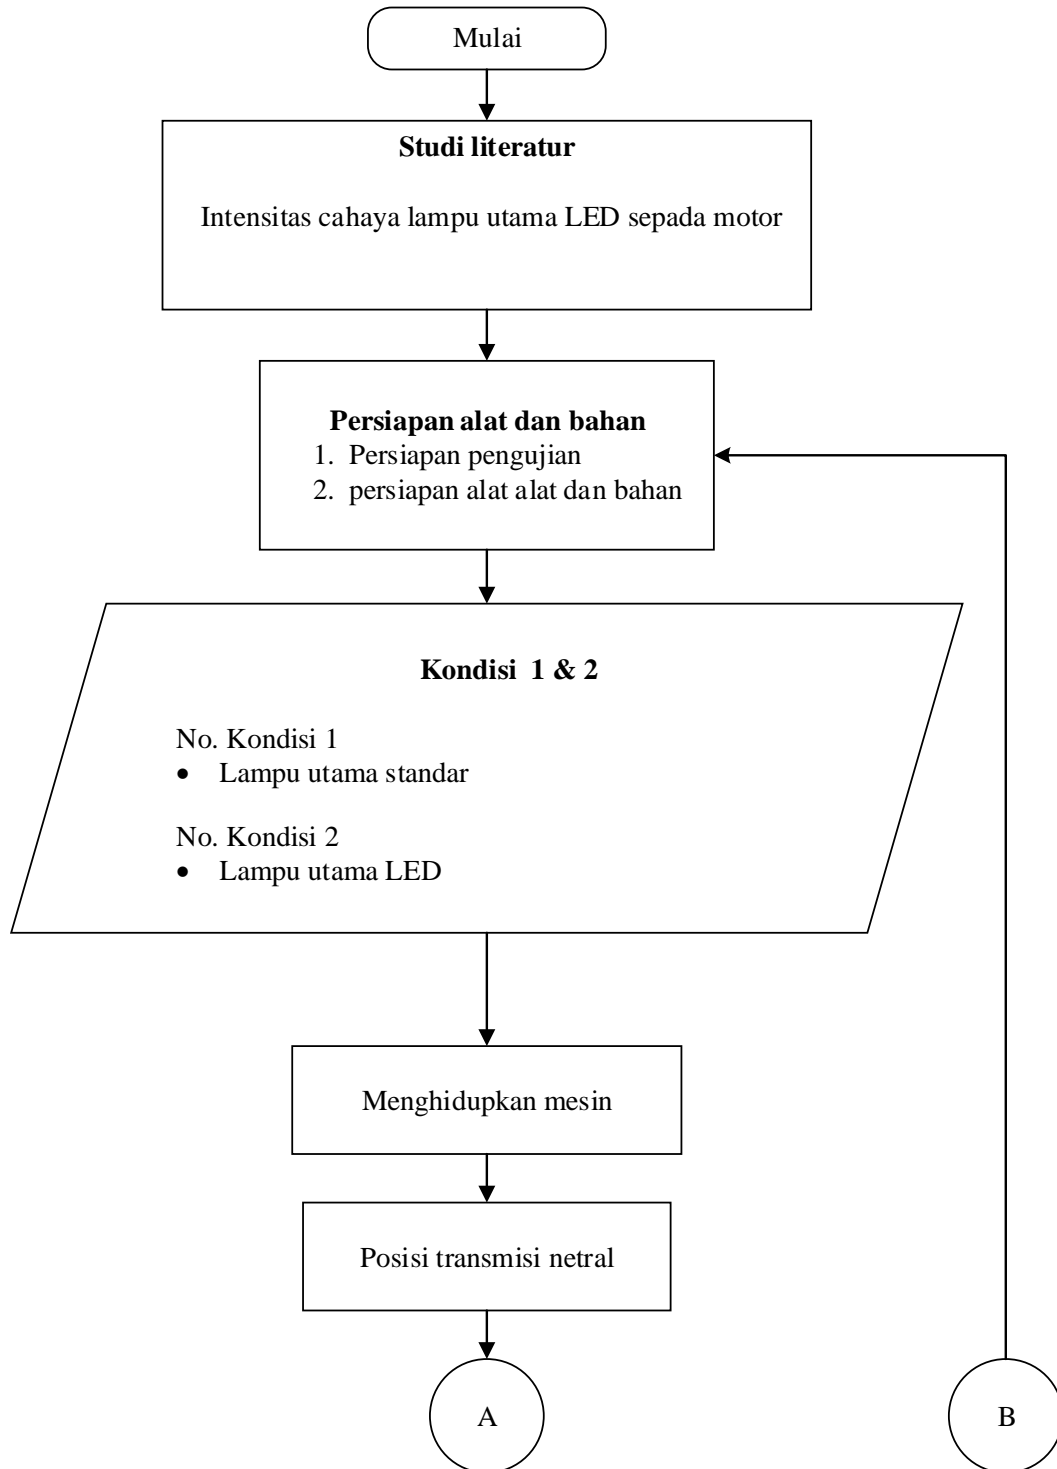 Mulai
Studi literatur
Intensitas cahaya lampu utama LED sepada motor
Persiapan alat dan bahan
1. Persiapan pengujian
2. persiapan alat alat dan bahan
Kondisi 1 & 2
No. Kondisi 1
• Lampu utama standar
No. Kondisi 2
• Lampu utama LED
Menghidupkan mesin
Posisi transmisi netral
A
B